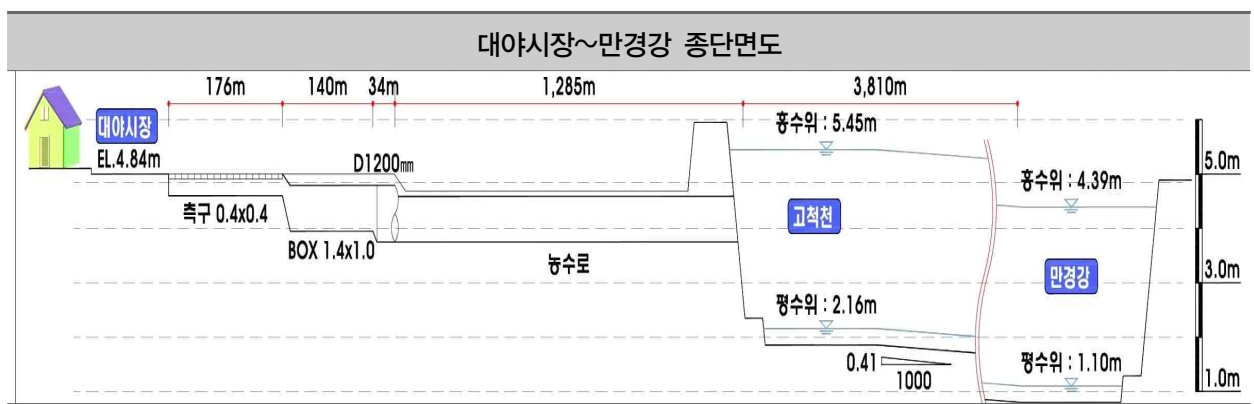 대야시장~만경강 종단면도
176m
140m
34m
1,285m
3,810m
대야시장
EL.4.84m
D1200mm
홍수위 : 5.45m
홍수위 : 4.39m
5.0m
측구 0.4x0.4
BOX 1.4x1.0
농수로
고척천
만경강
3.0m
평수위 : 2.16m
0.41
1000
평수위 : 1.10m
1.0m